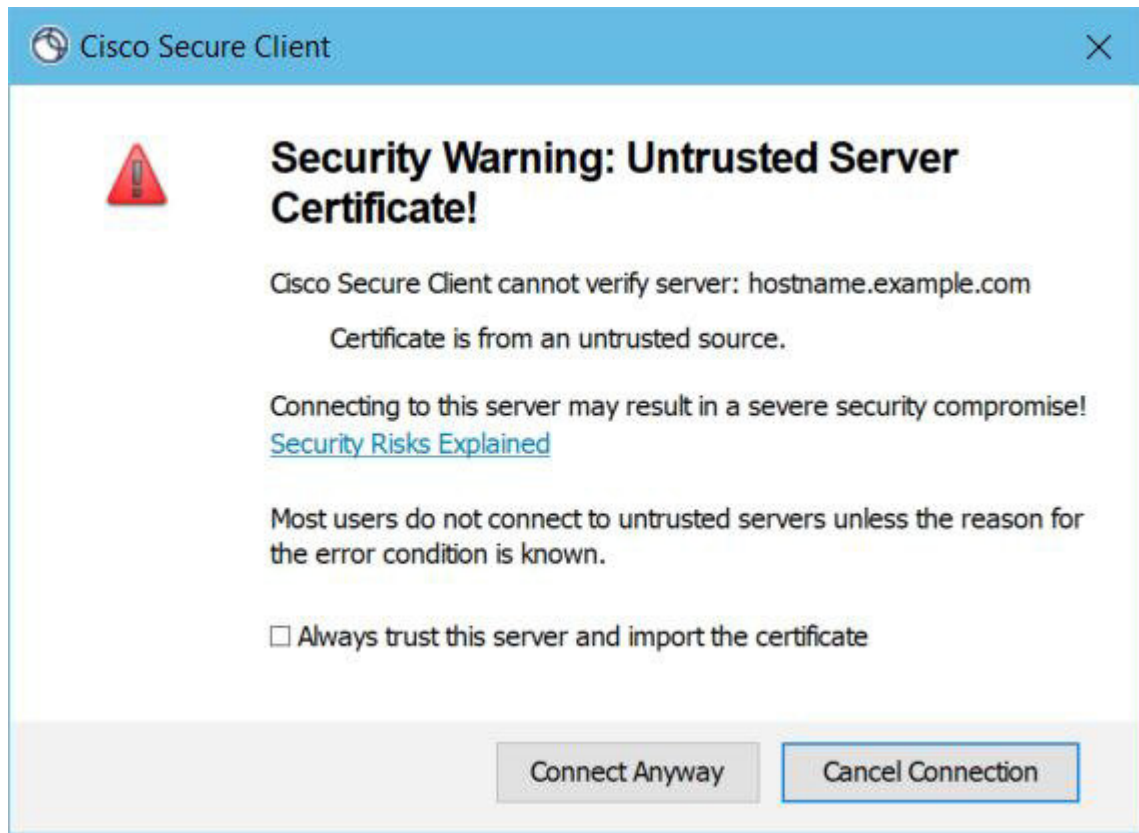 Cisco Secure Client
Security Warning: Untrusted Server
Certificate!
Cisco Secure Client cannot verify server: hostname.example.com
Certificate is from an untrusted source.
Connecting to this server may result in a severe security compromise!
Security Risks Explained
Most users do not connect to untrusted servers unless the reason for
the error condition is known.
Always trust this server and import the certificate
Connect Anyway
Cancel Connection